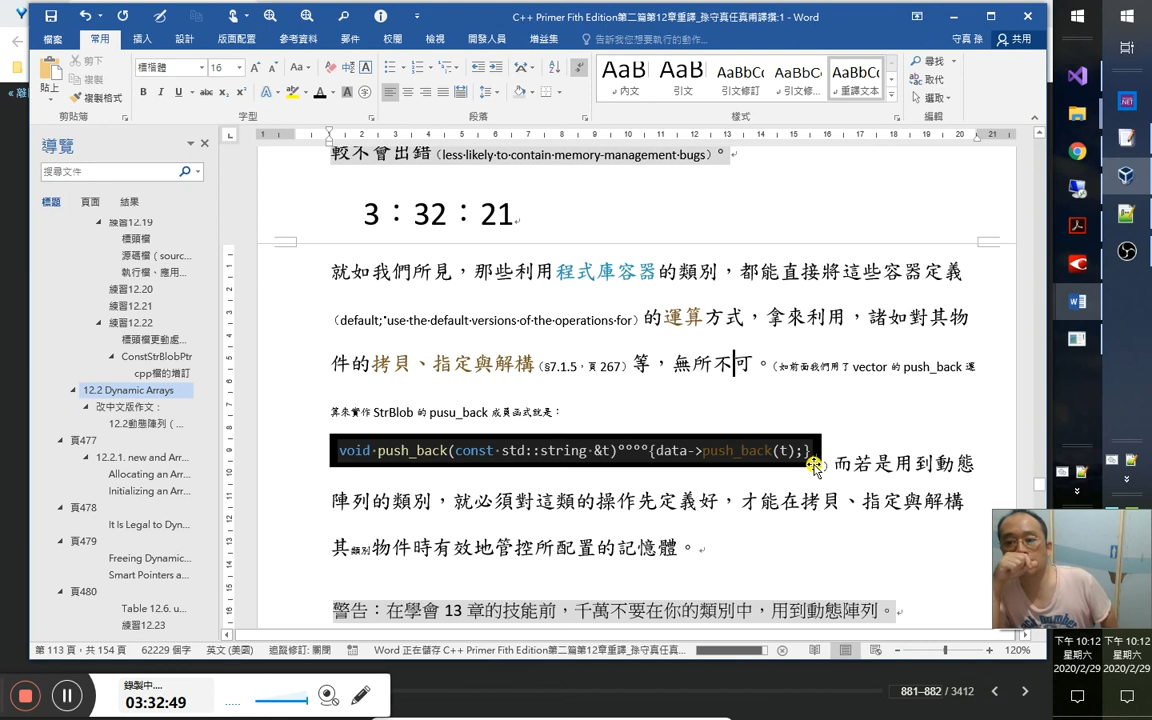 C++ Primer Fith Edition第二篇第12章重譯_孫守真任真甫譯撰:1 - Word
檔案 常用 插入 設計 版面配置 參考資料 郵件 校閱 檢視 開發人員 增益集 告訴我您想要執行的動作... 守真 孫 共用
貼上 剪下 複製 複製格式 標楷體 16
AaBbC 內文 AaBbC 引文 AaBbCc 引文修訂 AaBbCc 引文修... AaBbCc 重譯文本
尋找 取代 選取
剪貼簿 字型 段落 樣式 編輯
導覽
搜尋文件
標題 頁面 結果
練習12.19
標頭檔
源碼檔（sourc...
執行檔、應用...
練習12.20
練習12.21
練習12.22
標頭檔更動處...
ConstStrBlobPtr
cpp檔的增訂
12.2 Dynamic Arrays
改中文版作文：
12.2動態陣列（...
頁477
12.2.1. new and Arr...
Allocating an Arra...
Initializing an Arra...
頁478
It Is Legal to Dyn...
頁479
Freeing Dynamic...
Smart Pointers a...
頁480
Table 12.6. u...
練習12.23
較不會出錯（less likely to contain memory management bugs）。
3：32：21
就如我們所見，那些利用程式庫容器的類別，都能直接將這些容器定義
（default; use the default versions of the operations for）的運算方式，拿來利用，諸如對其物
件的拷貝、指定與解構（§7.1.5，頁 267）等，無所不可。（如前面我們用了 vector 的 push_back 運
算來實作 StrBlob 的 pusu_back 成員函式就是：
void push_back(const std::string &t) {data->push_back(t);}
）而若是用到動態
陣列的類別，就必須對這類的操作先定義好，才能在拷貝、指定與解構
其類別物件時有效地管控所配置的記憶體。
警告：在學會 13 章的技能前，千萬不要在你的類別中，用到動態陣列。
第 113 頁，共 154 頁 62229 個字 英文 (美國) 追蹤修訂: 關閉 Word 正在儲存 C++ Primer Fifth Edition第二篇第12章重譯_孫守真任真... 120%
錄製中....
03:32:49
881–882 / 3412
下午 10:12 下午 10:12
星期六 星期六
2020/2/29 2020/2/29